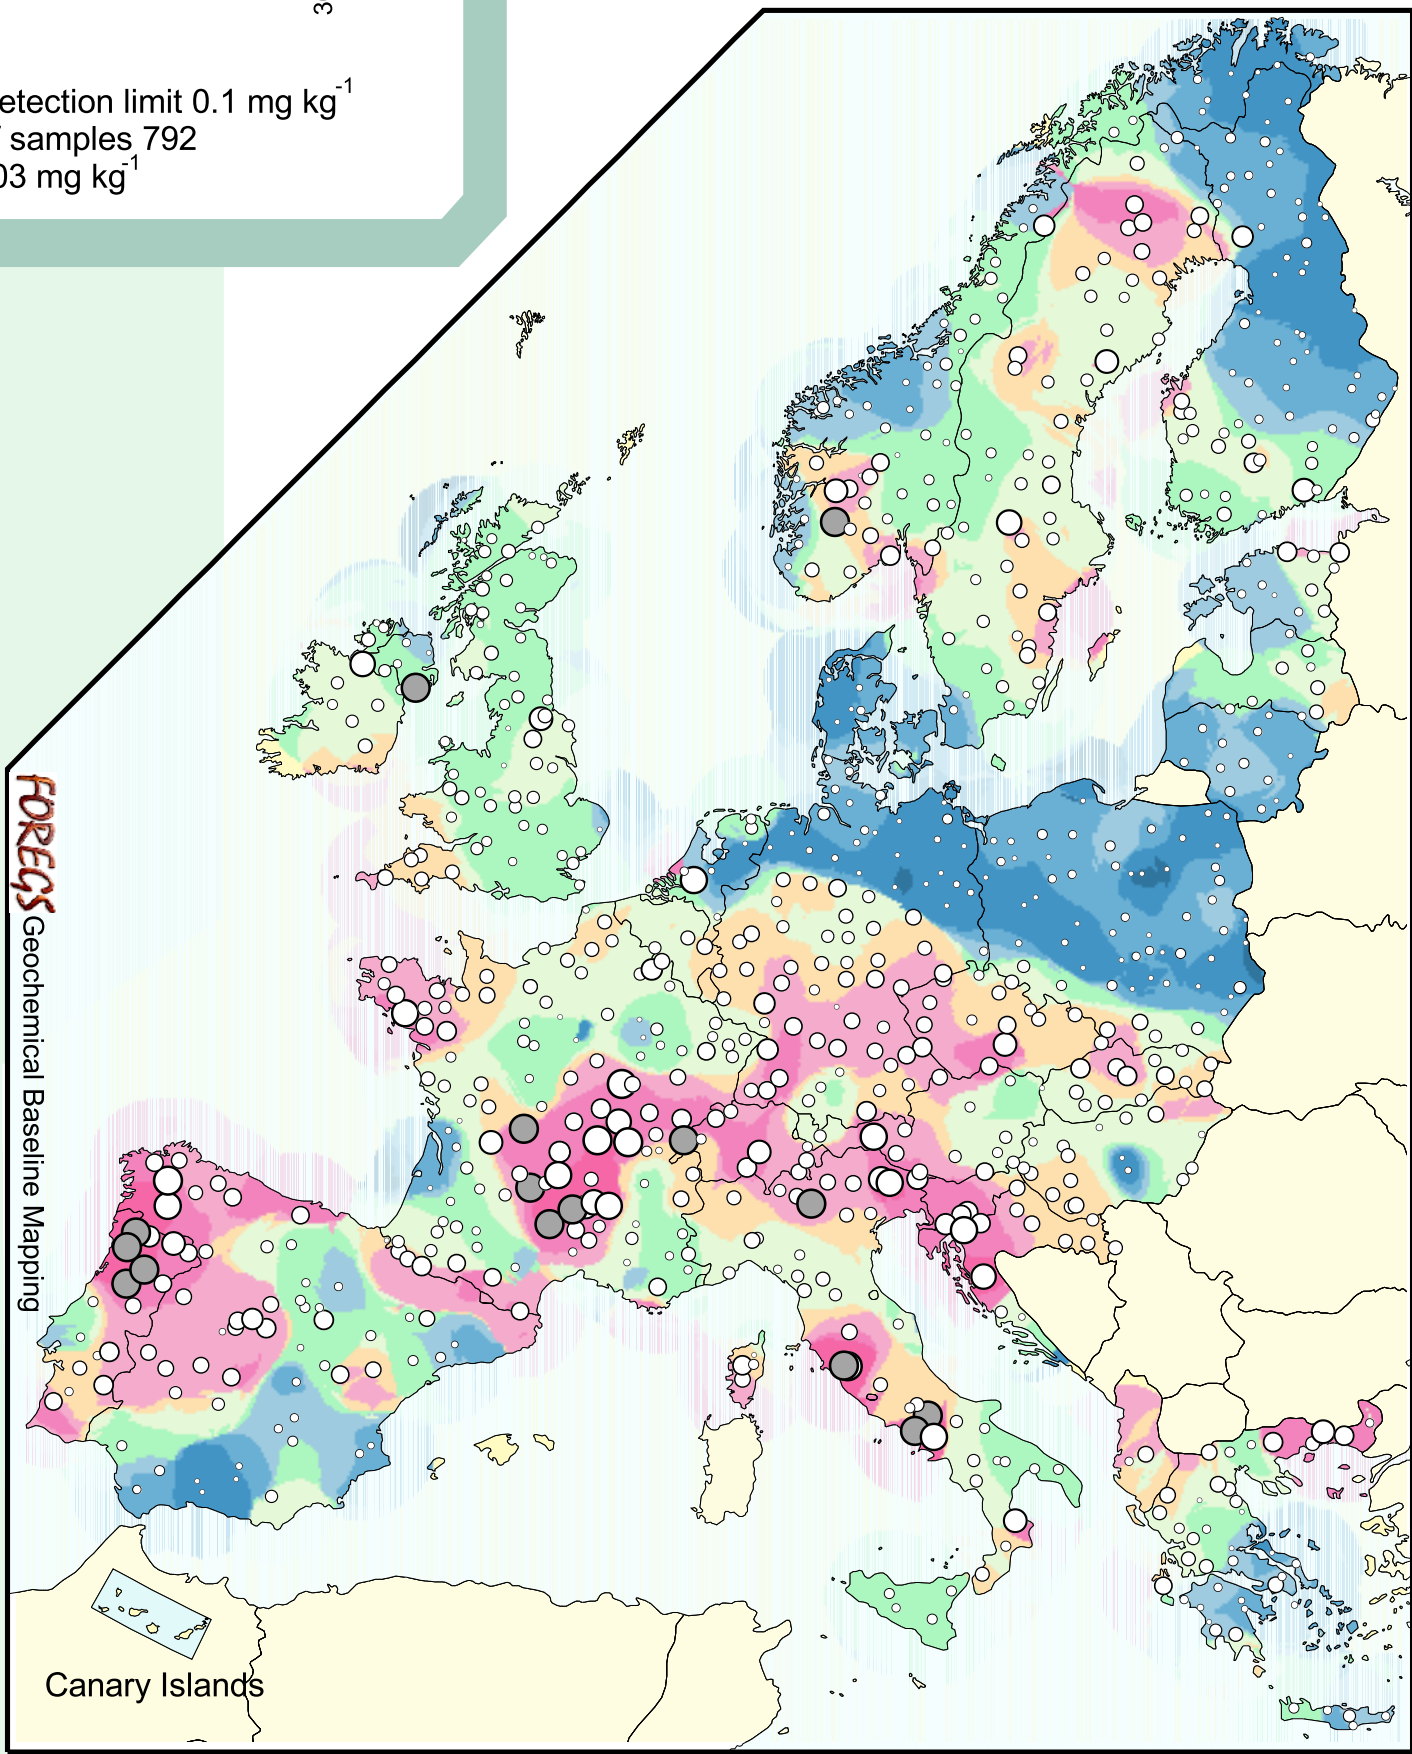 etection limit 0.1 mg kg-1
samples 792
03 mg kg-1
FOREGS Geochemical Baseline Mapping
Canary Islands